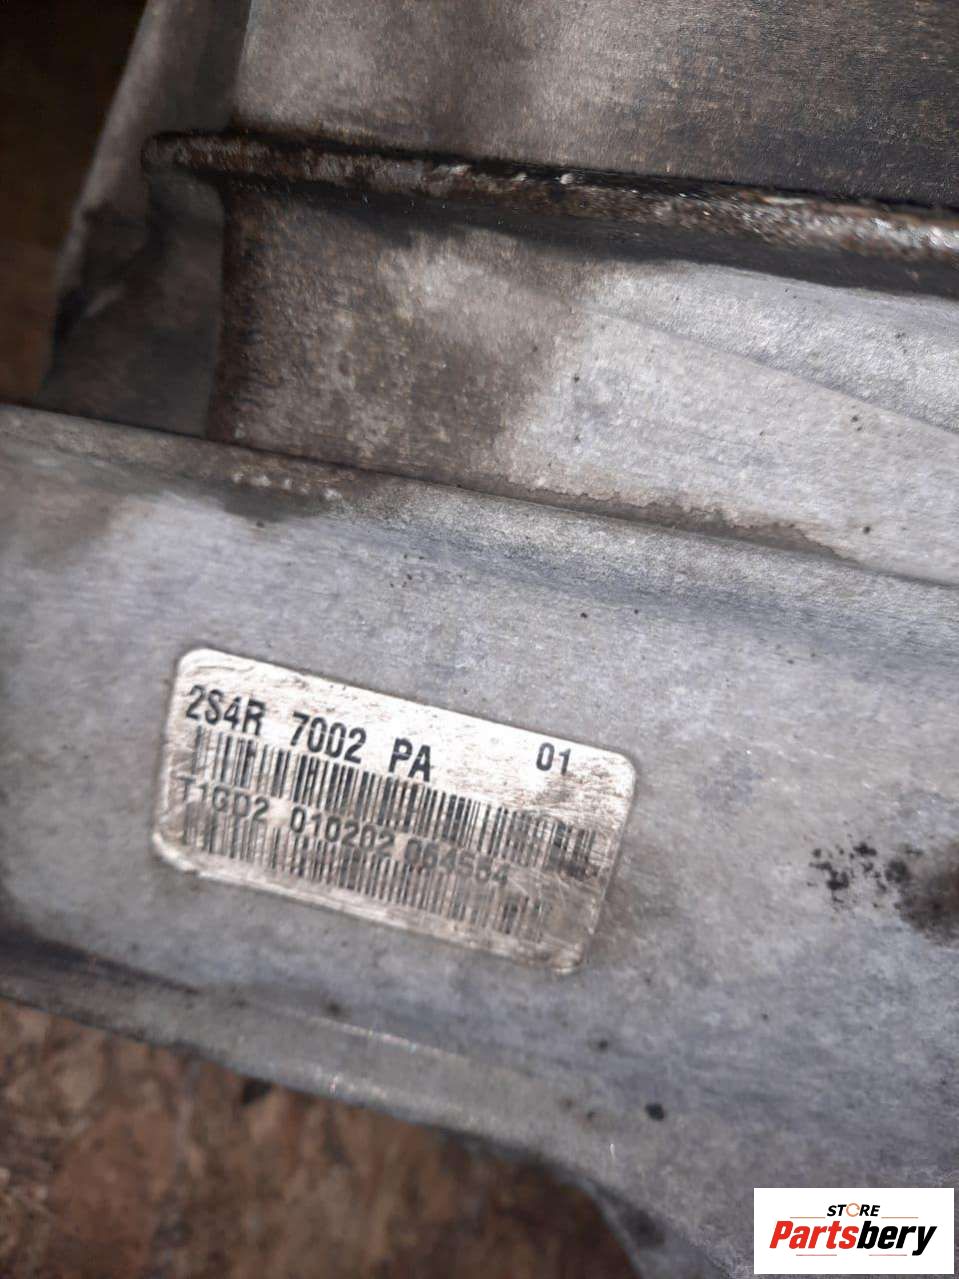 2S4R 7002 PA 01
T1GD2 010202 064554
STORE
Partsbery